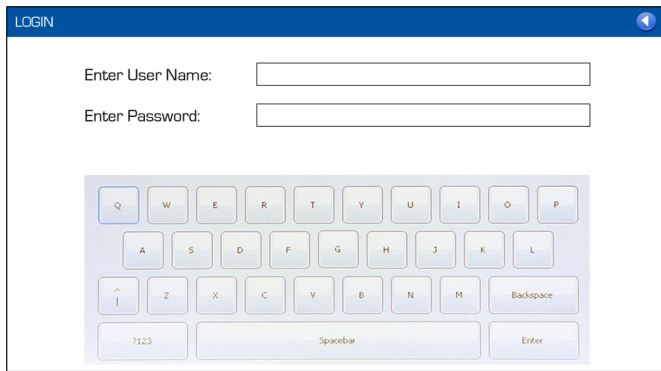 LOGIN
Enter User Name:
Enter Password:
Q W E R T Y U I O P
A S D F G H J K L
Z X C V B N M Backspace
?123 Spacebar Enter